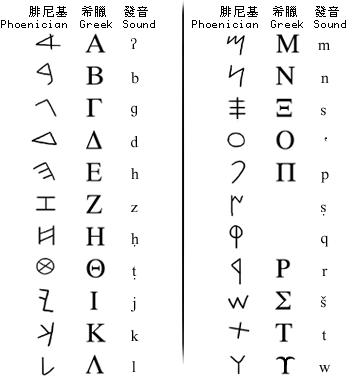 腓尼基 希臘 發音
Phoenician Greek Sound
𐤀 Α ʔ
𐤁 Β b
𐤂 Γ g
𐤃 Δ d
𐤄 Ε h
𐤆 Ζ z
𐤇 Η ḥ
𐤈 Θ ṭ
𐤉 Ι j
𐤊 Κ k
𐤋 Λ l
腓尼基 希臘 發音
Phoenician Greek Sound
𐤌 Μ m
𐤍 Ν n
𐤎 Ξ s
𐤏 Ο ʿ
𐤐 Π p
𐤑 ṣ
𐤒 q
𐤓 Ρ r
𐤔 Σ š
𐤕 Τ t
𐤅 ϒ w